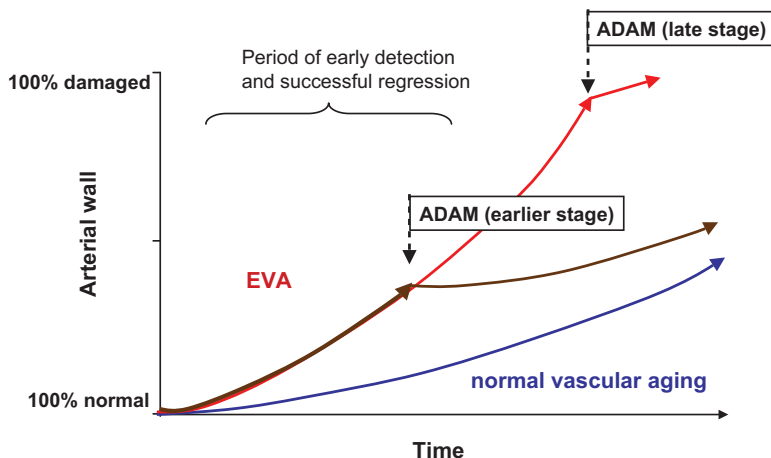 ADAM (late stage)
Period of early detection
and successful regression
100% damaged
ADAM (earlier stage)
Arterial wall
EVA
normal vascular aging
100% normal
Time